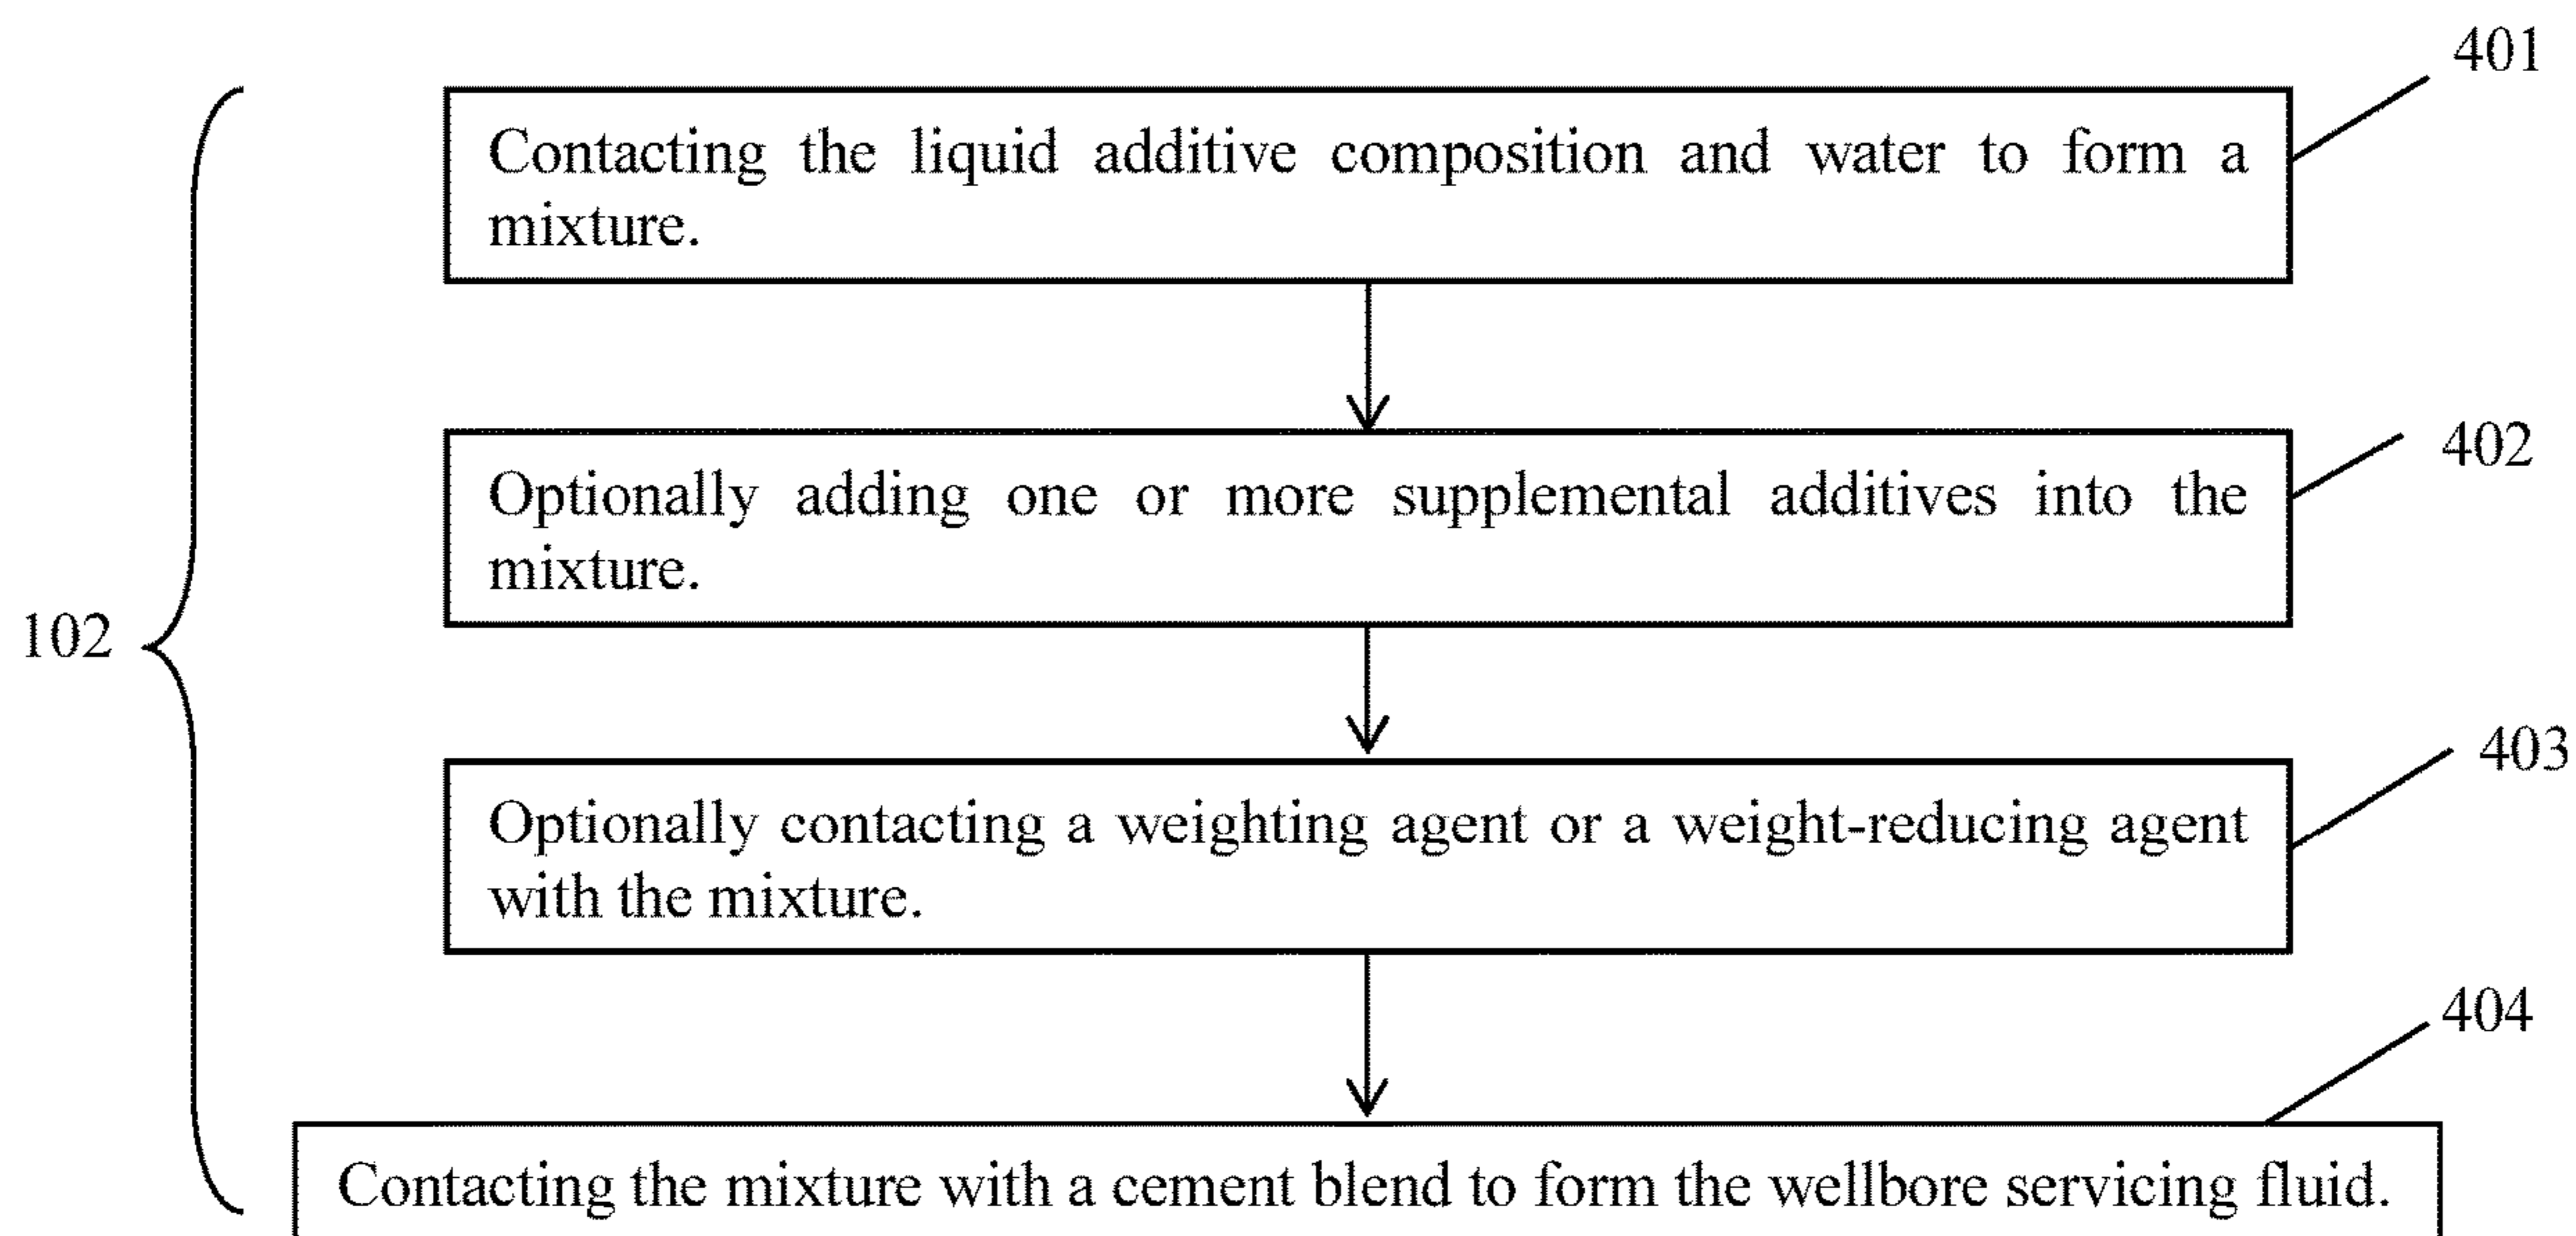 401
Contacting the liquid additive composition and water to form a
mixture.
402
Optionally adding one or more supplemental additives into the
mixture.
102
403
Optionally contacting a weighting agent or a weight-reducing agent
with the mixture.
404
Contacting the mixture with a cement blend to form the wellbore servicing fluid.